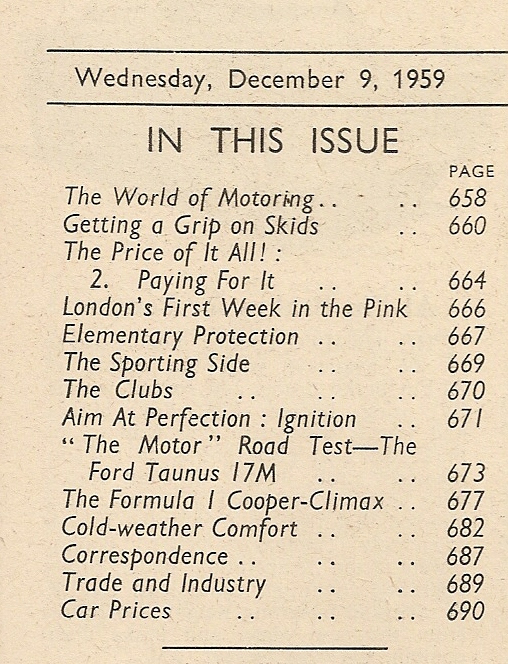 Wednesday, December 9, 1959
IN THIS ISSUE
PAGE
The World of Motoring.. .. 658
Getting a Grip on Skids .. 660
The Price of It All! :
2. Paying For It .. .. 664
London's First Week in the Pink 666
Elementary Protection .. .. 667
The Sporting Side .. .. 669
The Clubs .. .. .. 670
Aim At Perfection : Ignition .. 671
"The Motor" Road Test—The
Ford Taunus 17M .. .. 673
The Formula 1 Cooper-Climax .. 677
Cold-weather Comfort .. .. 682
Correspondence .. .. .. 687
Trade and Industry .. .. 689
Car Prices .. .. .. 690